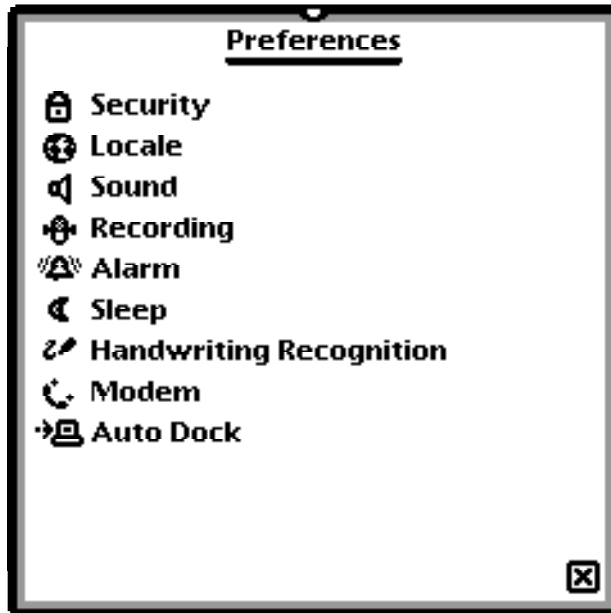 Preferences
Security
Locale
Sound
Recording
Alarm
Sleep
Handwriting Recognition
Modem
Auto Dock